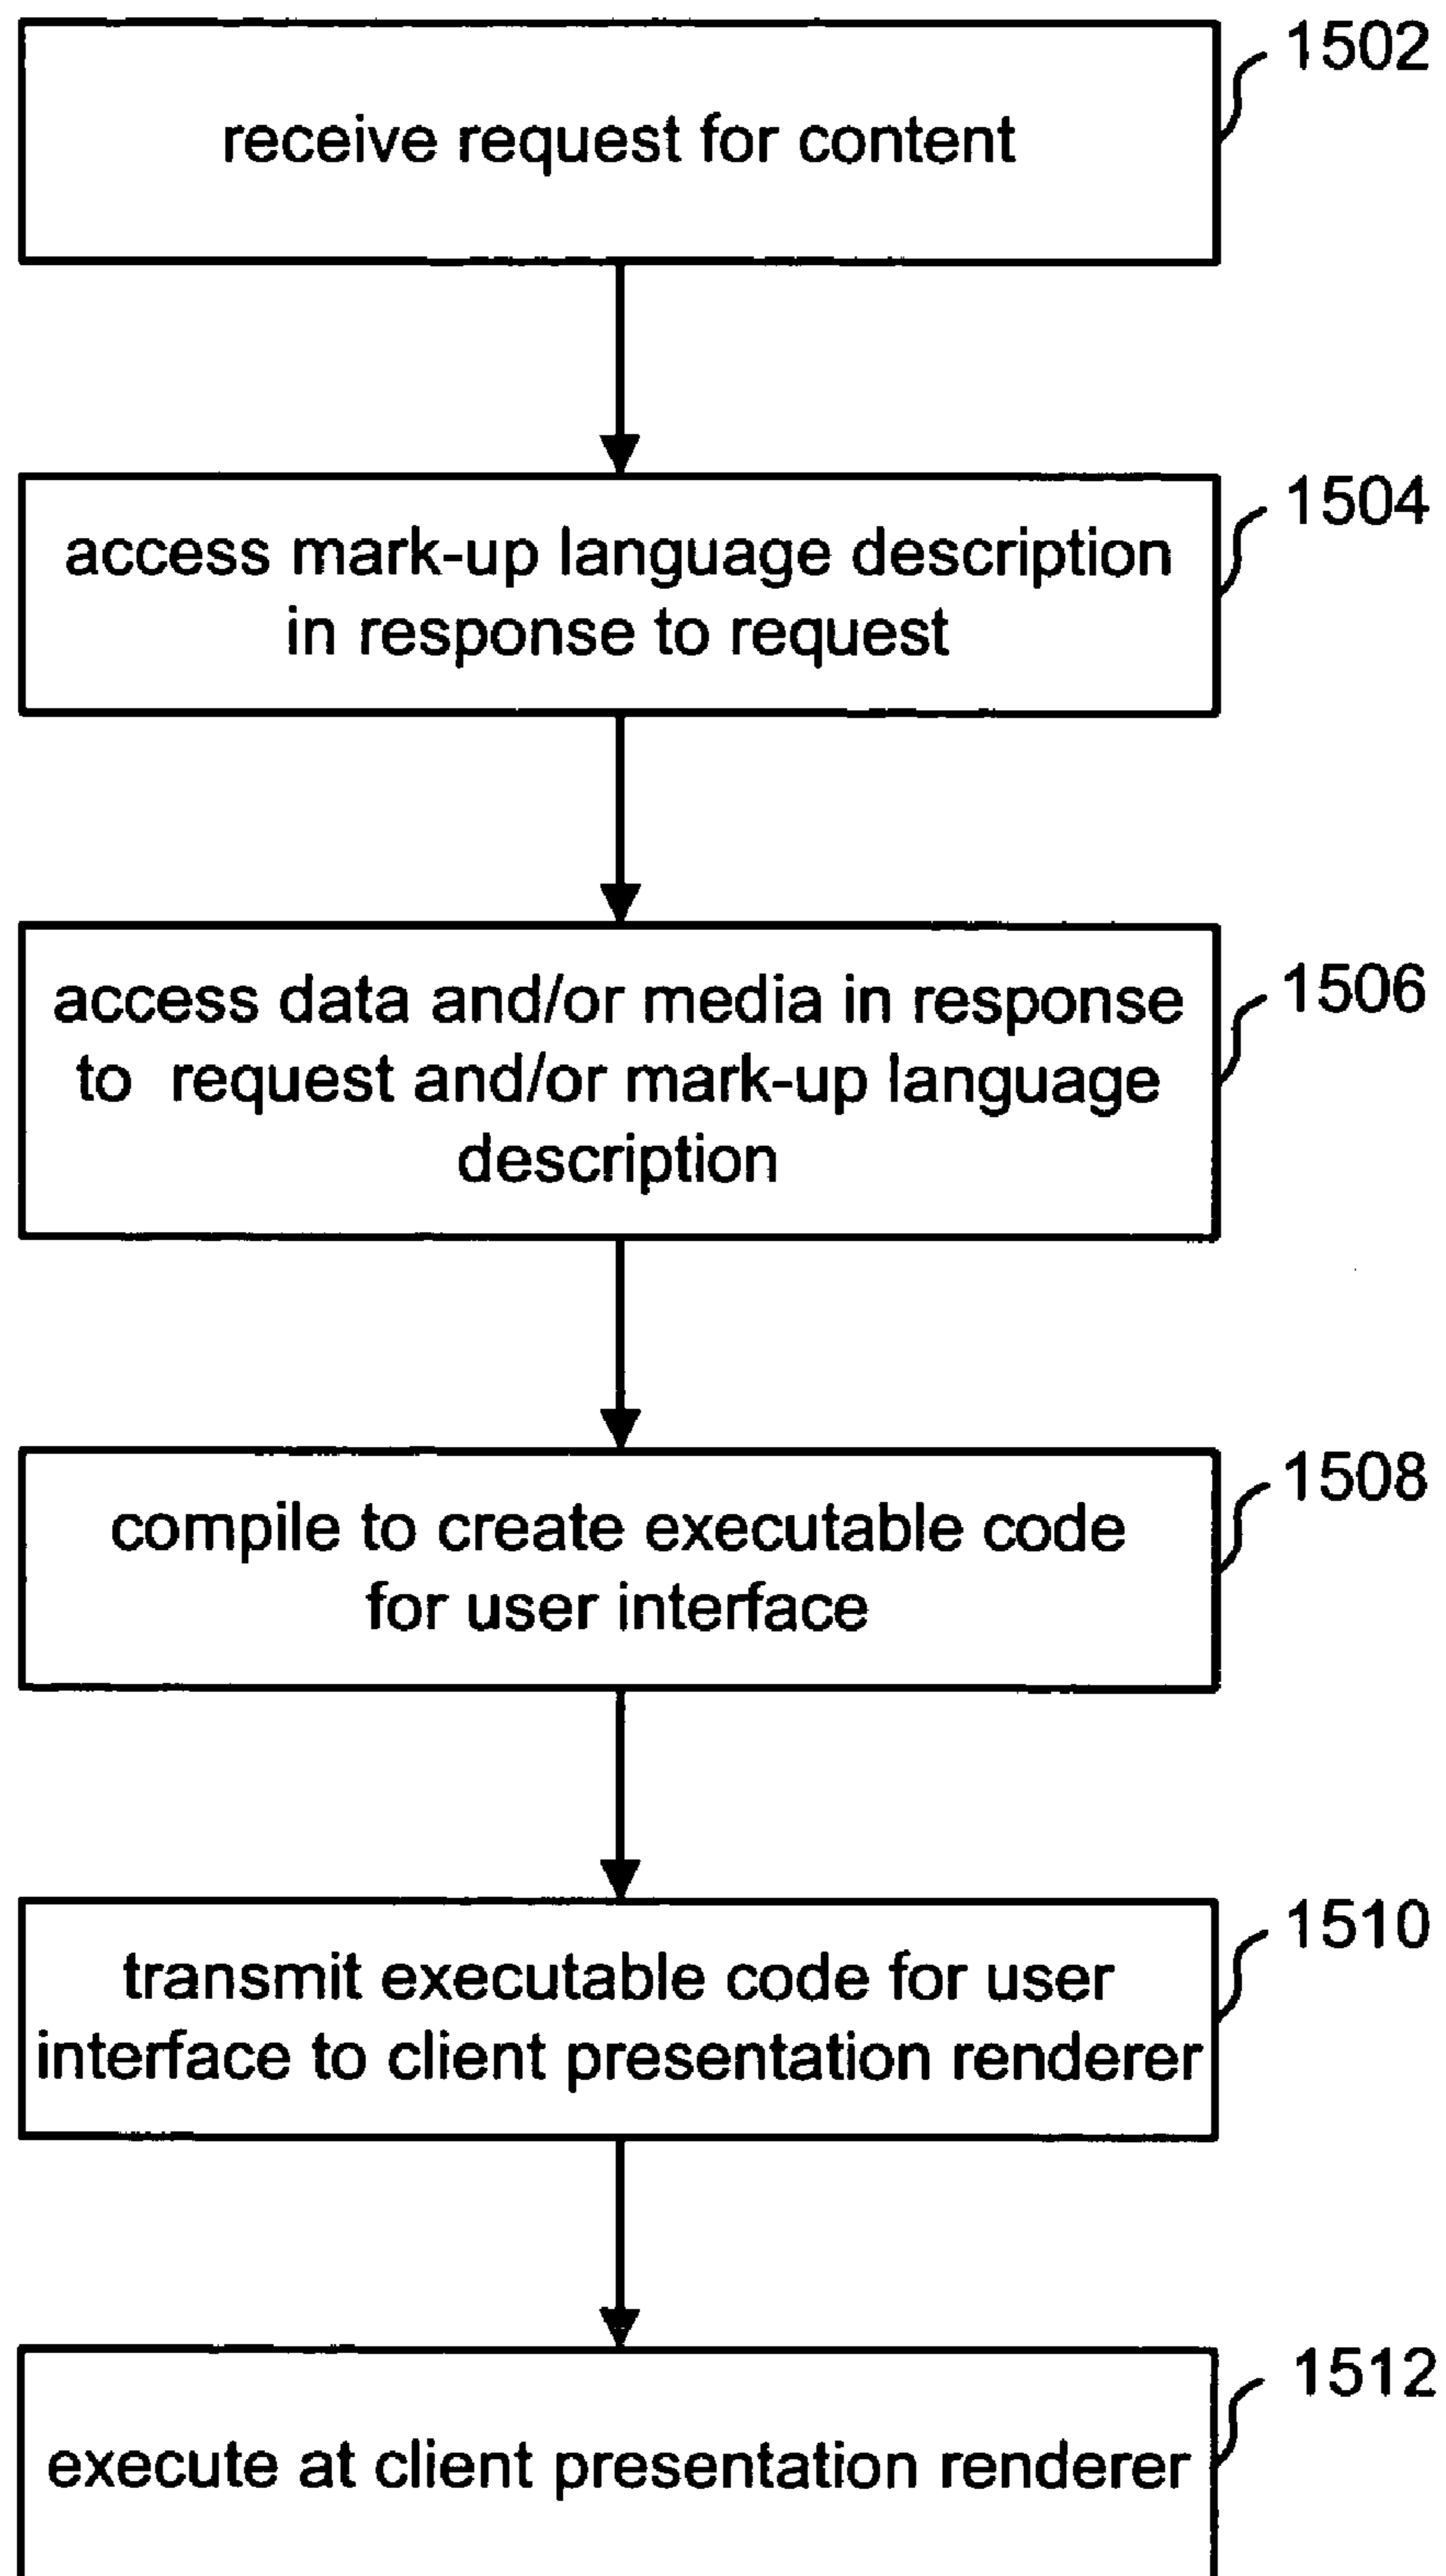 1502
receive request for content
1504
access mark-up language description
in response to request
1506
access data and/or media in response
to request and/or mark-up language
description
1508
compile to create executable code
for user interface
1510
transmit executable code for user
interface to client presentation renderer
1512
execute at client presentation renderer